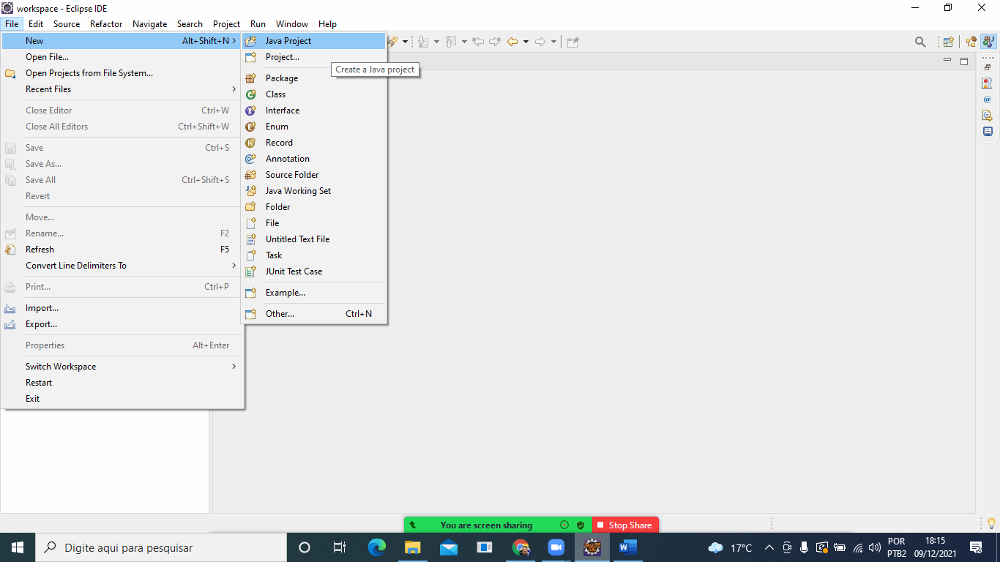 workspace - Eclipse IDE
File Edit Source Refactor Navigate Search Project Run Window Help
New Alt+Shift+N
Open File...
Open Projects from File System...
Recent Files
Close Editor Ctrl+W
Close All Editors Ctrl+Shift+W
Save Ctrl+S
Save As...
Save All Ctrl+Shift+S
Revert
Move...
Rename... F2
Refresh F5
Convert Line Delimiters To
Print... Ctrl+P
Import...
Export...
Properties Alt+Enter
Switch Workspace
Restart
Exit
Java Project
Project...
Create a Java project
Package
Class
Interface
Enum
Record
Annotation
Source Folder
Java Working Set
Folder
File
Untitled Text File
Task
JUnit Test Case
Example...
Other... Ctrl+N
You are screen sharing Stop Share
Digite aqui para pesquisar
17°C
POR
PTB2
18:15
09/12/2021